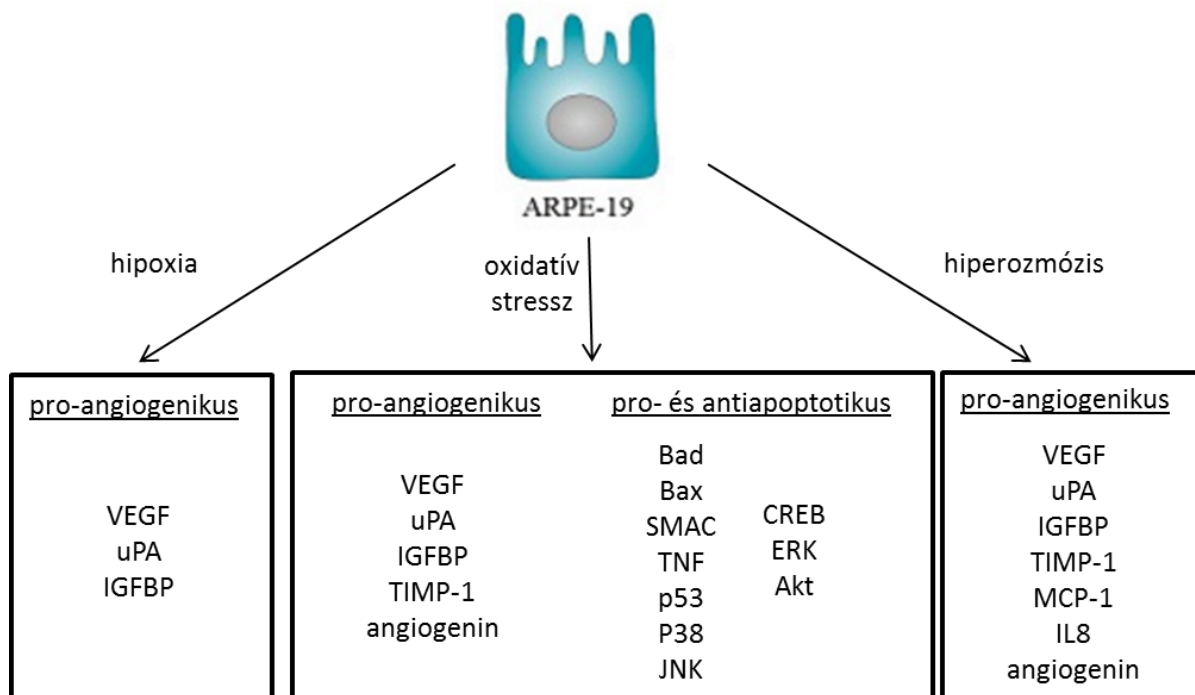 ARPE-19
hipoxia
oxidatív
stressz
hiperozmózis
pro-angiogenikus
VEGF
uPA
IGFBP
pro-angiogenikus
VEGF
uPA
IGFBP
TIMP-1
angiogenin
pro- és antiapoptotikus
Bad
Bax
SMAC
TNF
p53
P38
JNK
CREB
ERK
Akt
pro-angiogenikus
VEGF
uPA
IGFBP
TIMP-1
MCP-1
IL8
angiogenin